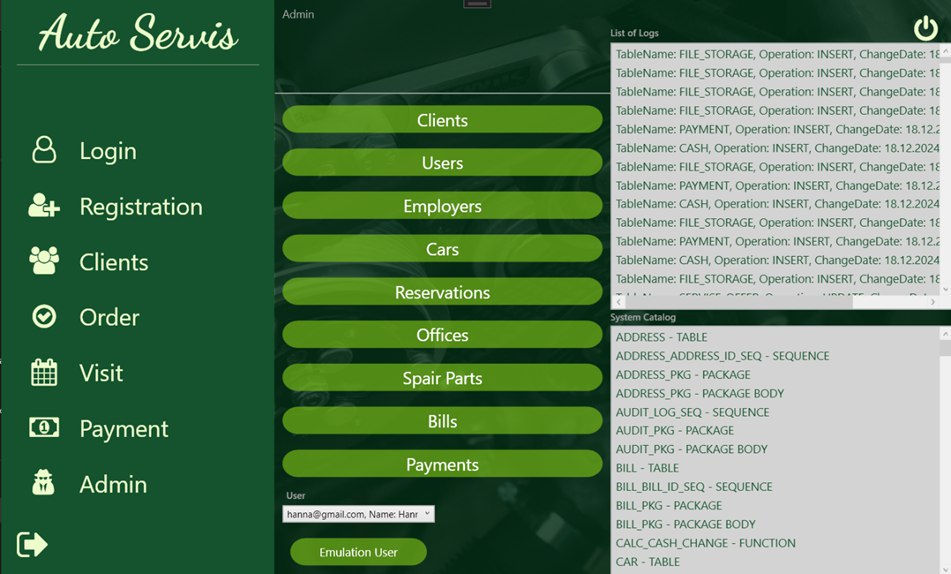 Auto Servis
Login
Registration
Clients
Order
Visit
Payment
Admin
Admin
Clients
Users
Employers
Cars
Reservations
Offices
Spair Parts
Bills
Payments
User
hanna@gmail.com, Name: Hanr
Emulation User
List of Logs
TableName: FILE_STORAGE, Operation: INSERT, ChangeDate: 18
TableName: FILE_STORAGE, Operation: INSERT, ChangeDate: 18
TableName: FILE_STORAGE, Operation: INSERT, ChangeDate: 18
TableName: FILE_STORAGE, Operation: INSERT, ChangeDate: 18
TableName: PAYMENT, Operation: INSERT, ChangeDate: 18.12.2
TableName: CASH, Operation: INSERT, ChangeDate: 18.12.2024
TableName: FILE_STORAGE, Operation: INSERT, ChangeDate: 18
TableName: PAYMENT, Operation: INSERT, ChangeDate: 18.12.2
TableName: CASH, Operation: INSERT, ChangeDate: 18.12.2024
TableName: FILE_STORAGE, Operation: INSERT, ChangeDate: 18
TableName: PAYMENT, Operation: INSERT, ChangeDate: 18.12.2
TableName: CASH, Operation: INSERT, ChangeDate: 18.12.2024
TableName: FILE_STORAGE, Operation: INSERT, ChangeDate: 18
System Catalog
ADDRESS - TABLE
ADDRESS_ADDRESS_ID_SEQ - SEQUENCE
ADDRESS_PKG - PACKAGE
ADDRESS_PKG - PACKAGE BODY
AUDIT_LOG_SEQ - SEQUENCE
AUDIT_PKG - PACKAGE
AUDIT_PKG - PACKAGE BODY
BILL - TABLE
BILL_BILL_ID_SEQ - SEQUENCE
BILL_PKG - PACKAGE
BILL_PKG - PACKAGE BODY
CALC_CASH_CHANGE - FUNCTION
CAR - TABLE